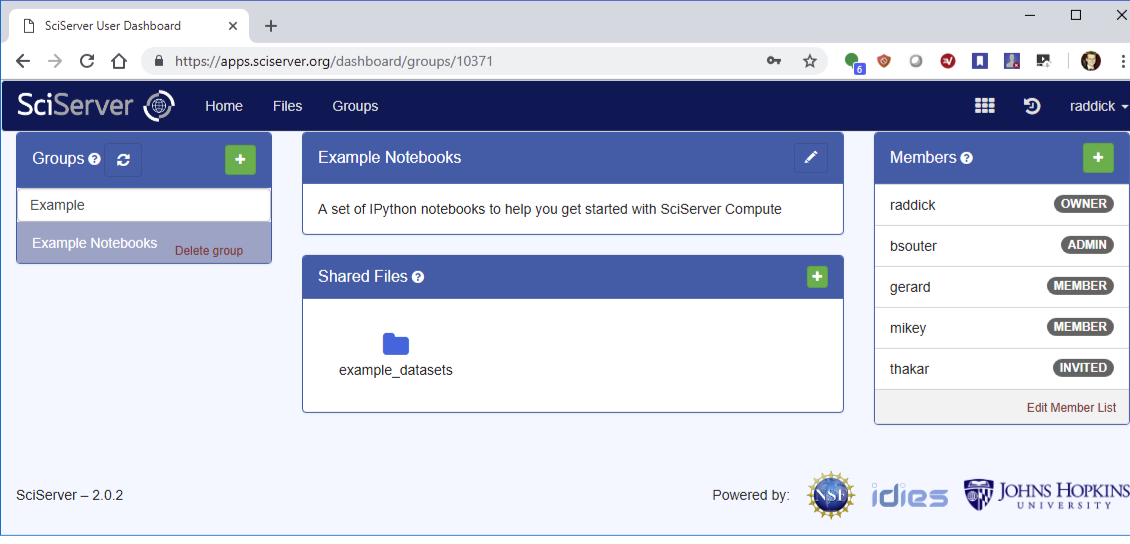 SciServer User Dashboard
https://apps.sciserver.org/dashboard/groups/10371
6
SciServer Home Files Groups raddick
Groups
Example
Example Notebooks Delete group
Example Notebooks
A set of IPython notebooks to help you get started with SciServer Compute
Shared Files
example_datasets
Members
raddick OWNER
bsouter ADMIN
gerard MEMBER
mikey MEMBER
thakar INVITED
Edit Member List
SciServer – 2.0.2
Powered by:
NSF
idies
JOHNS HOPKINS
UNIVERSITY